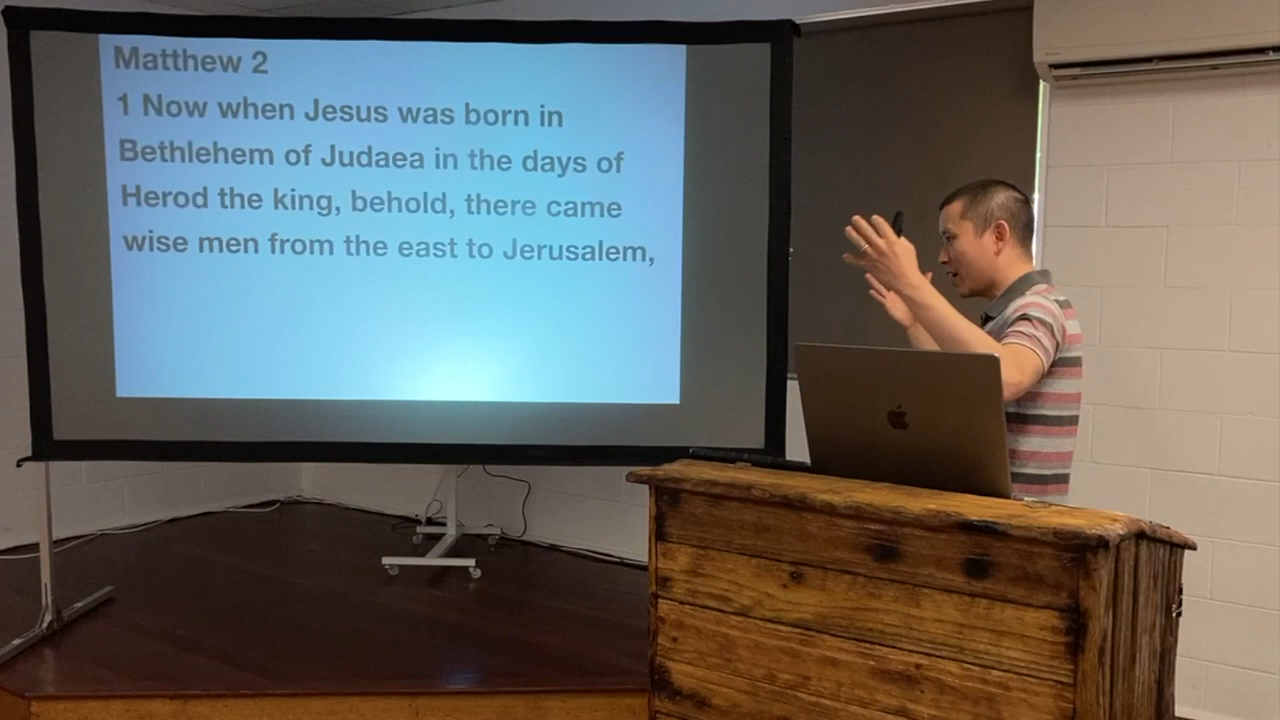 Matthew 2
1 Now when Jesus was born in
Bethlehem of Judaea in the days of
Herod the king, behold, there came
wise men from the east to Jerusalem,